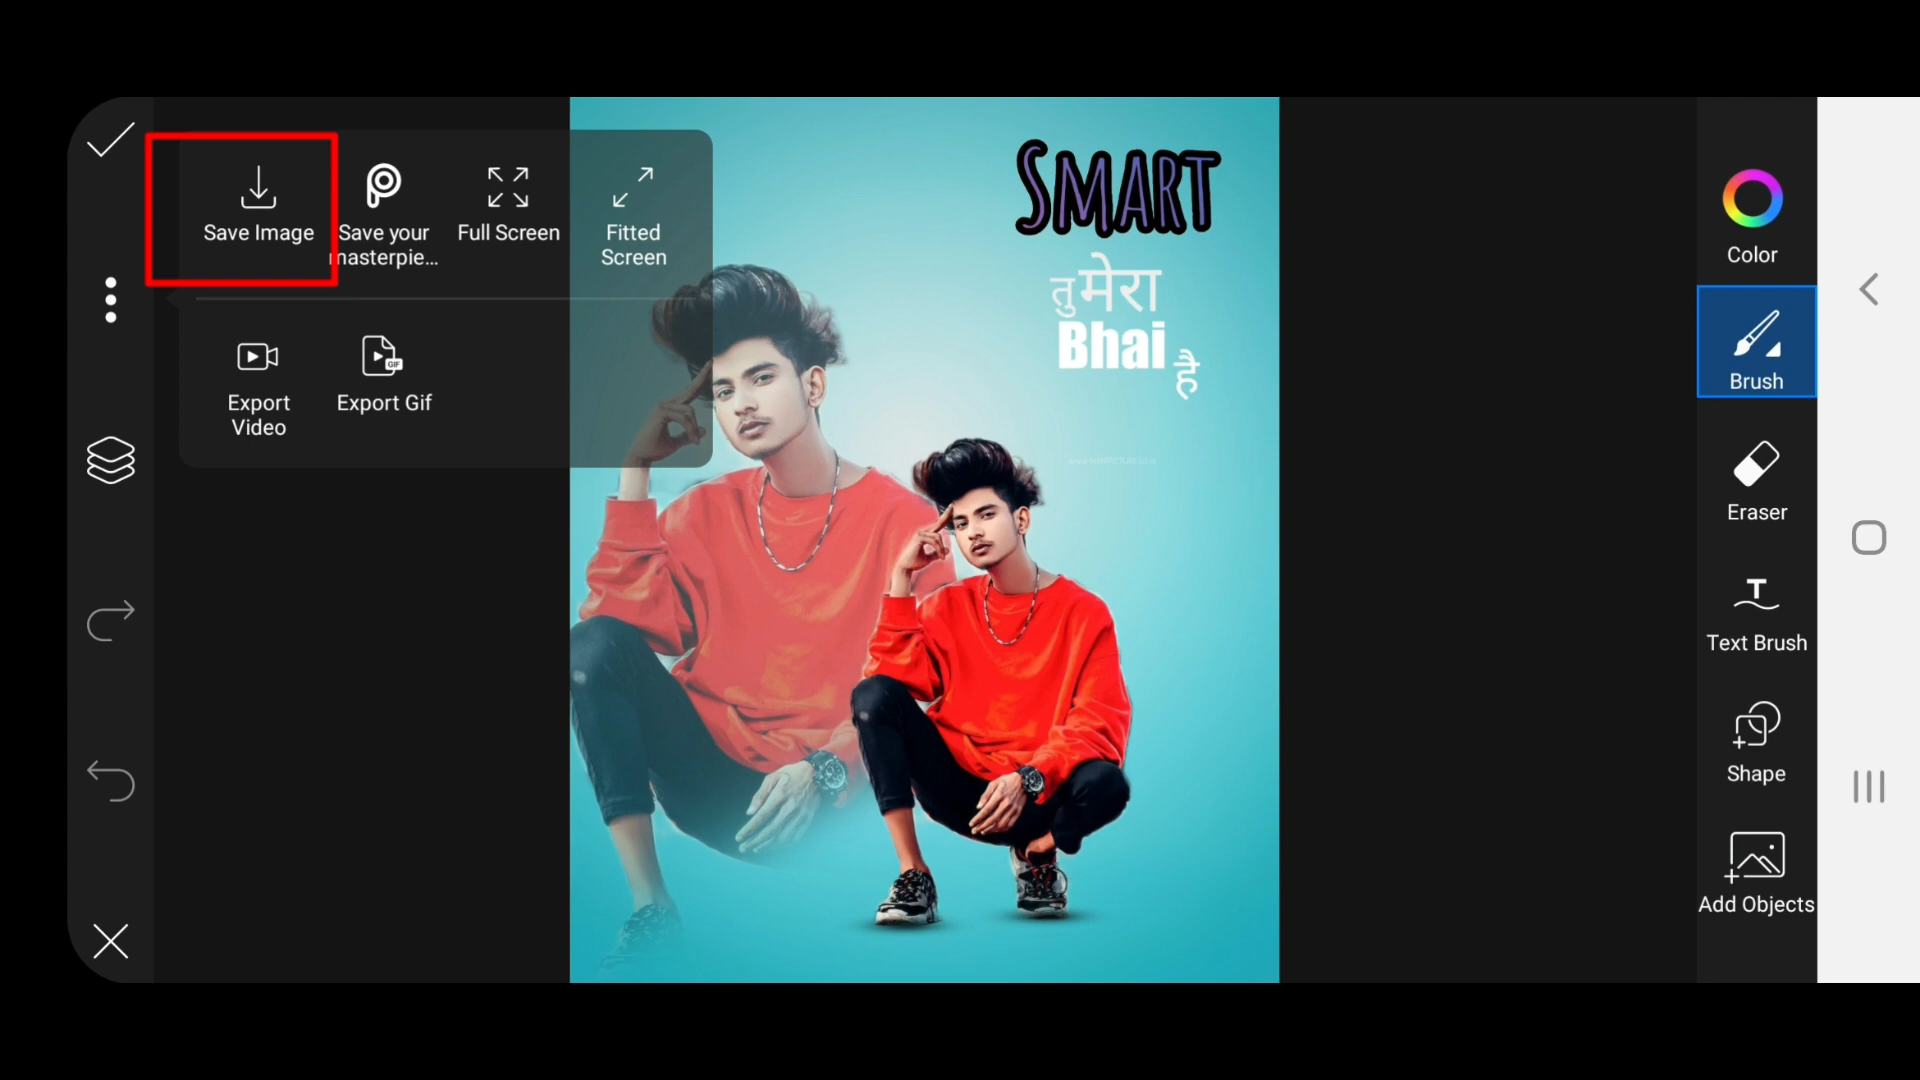 Save Image
Save your
masterpie...
Full Screen
Fitted
Screen
Export
Video
GIF
Export Gif
SMART
तु मेरा
Bhai है
Color
Brush
Eraser
T
Text Brush
Shape
Add Objects